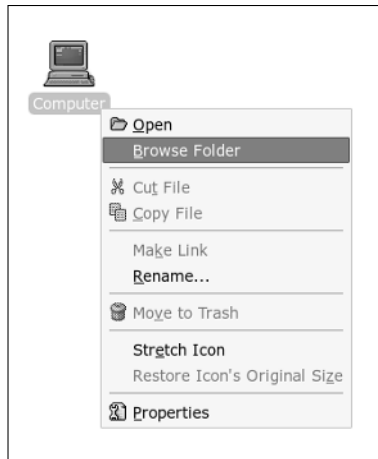 Computer
Open
Browse Folder
Cut File
Copy File
Make Link
Rename...
Move to Trash
Stretch Icon
Restore Icon's Original Size
Properties